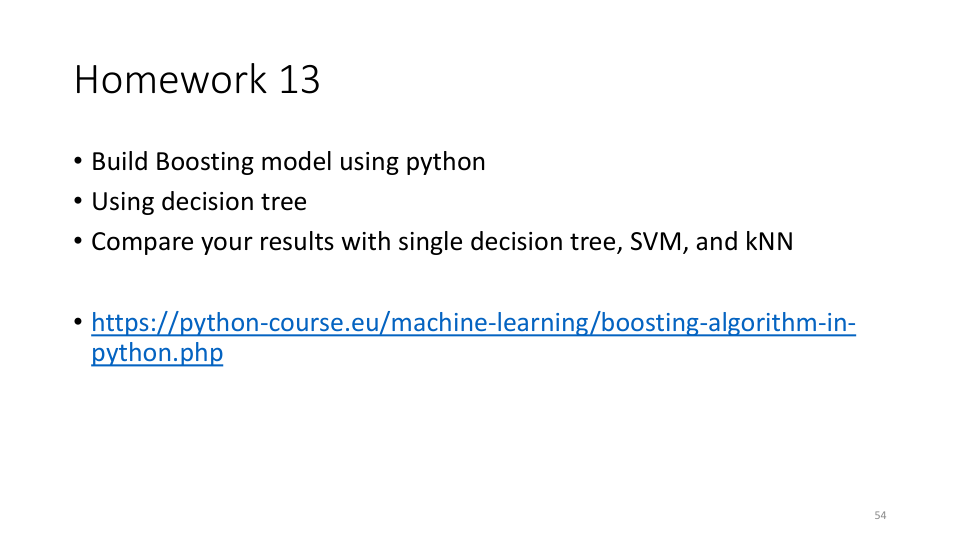 Homework 13
• Build Boosting model using python
• Using decision tree
• Compare your results with single decision tree, SVM, and kNN
• https://python-course.eu/machine-learning/boosting-algorithm-in-
python.php
54